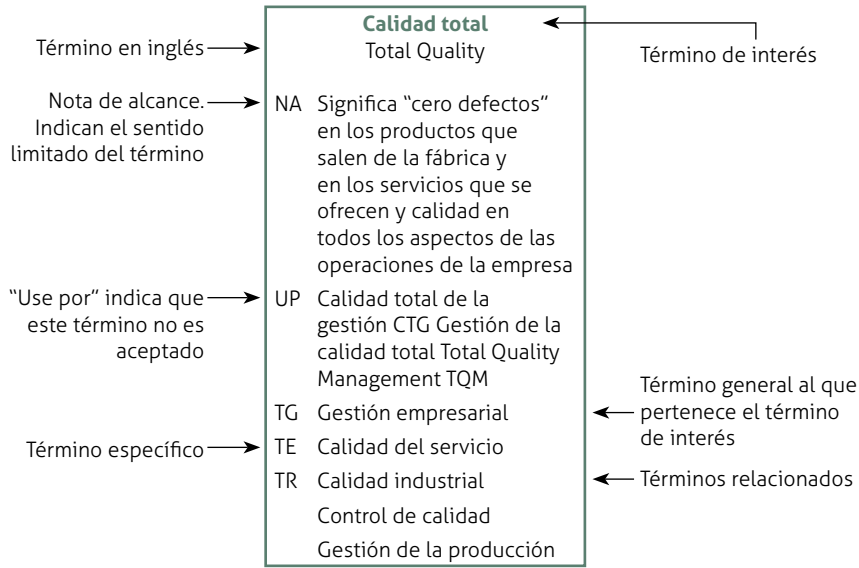 Calidad total
Total Quality
Término en inglés
Término de interés
Nota de alcance.
Indican el sentido
limitado del término
NA Significa "cero defectos"
en los productos que
salen de la fábrica y
en los servicios que se
ofrecen y calidad en
todos los aspectos de las
operaciones de la empresa
"Use por" indica que
este término no es
aceptado
UP Calidad total de la
gestión CTG Gestión de la
calidad total Total Quality
Management TQM
TG Gestión empresarial
Término general al que
pertenece el término
de interés
Término específico
TE Calidad del servicio
TR Calidad industrial
Términos relacionados
Control de calidad
Gestión de la producción